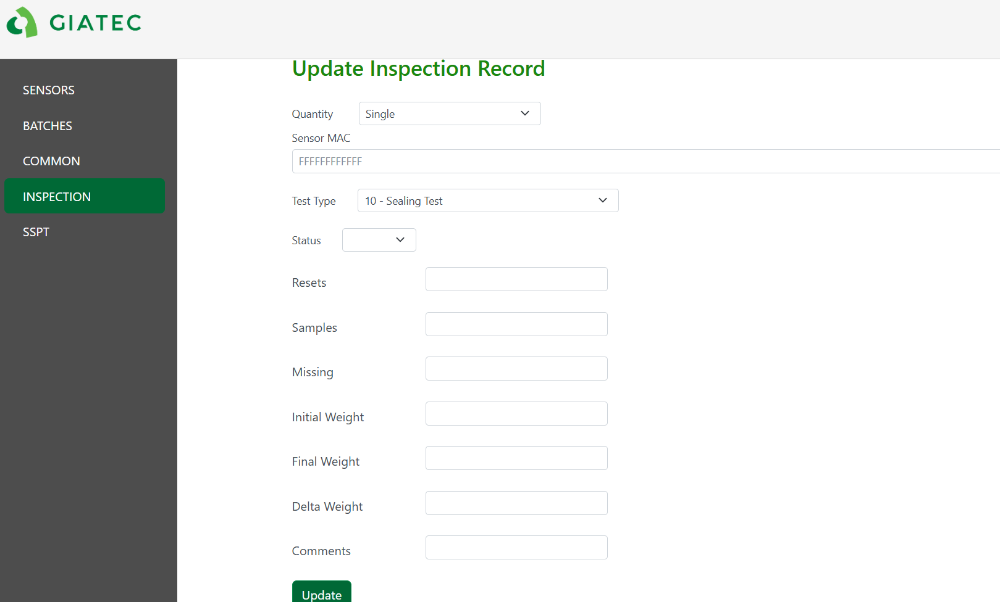 GIATEC
SENSORS
BATCHES
COMMON
INSPECTION
SSPT
Update Inspection Record
Quantity Single
Sensor MAC
FFFFFFFFFFFF
Test Type 10 - Sealing Test
Status
Resets
Samples
Missing
Initial Weight
Final Weight
Delta Weight
Comments
Update